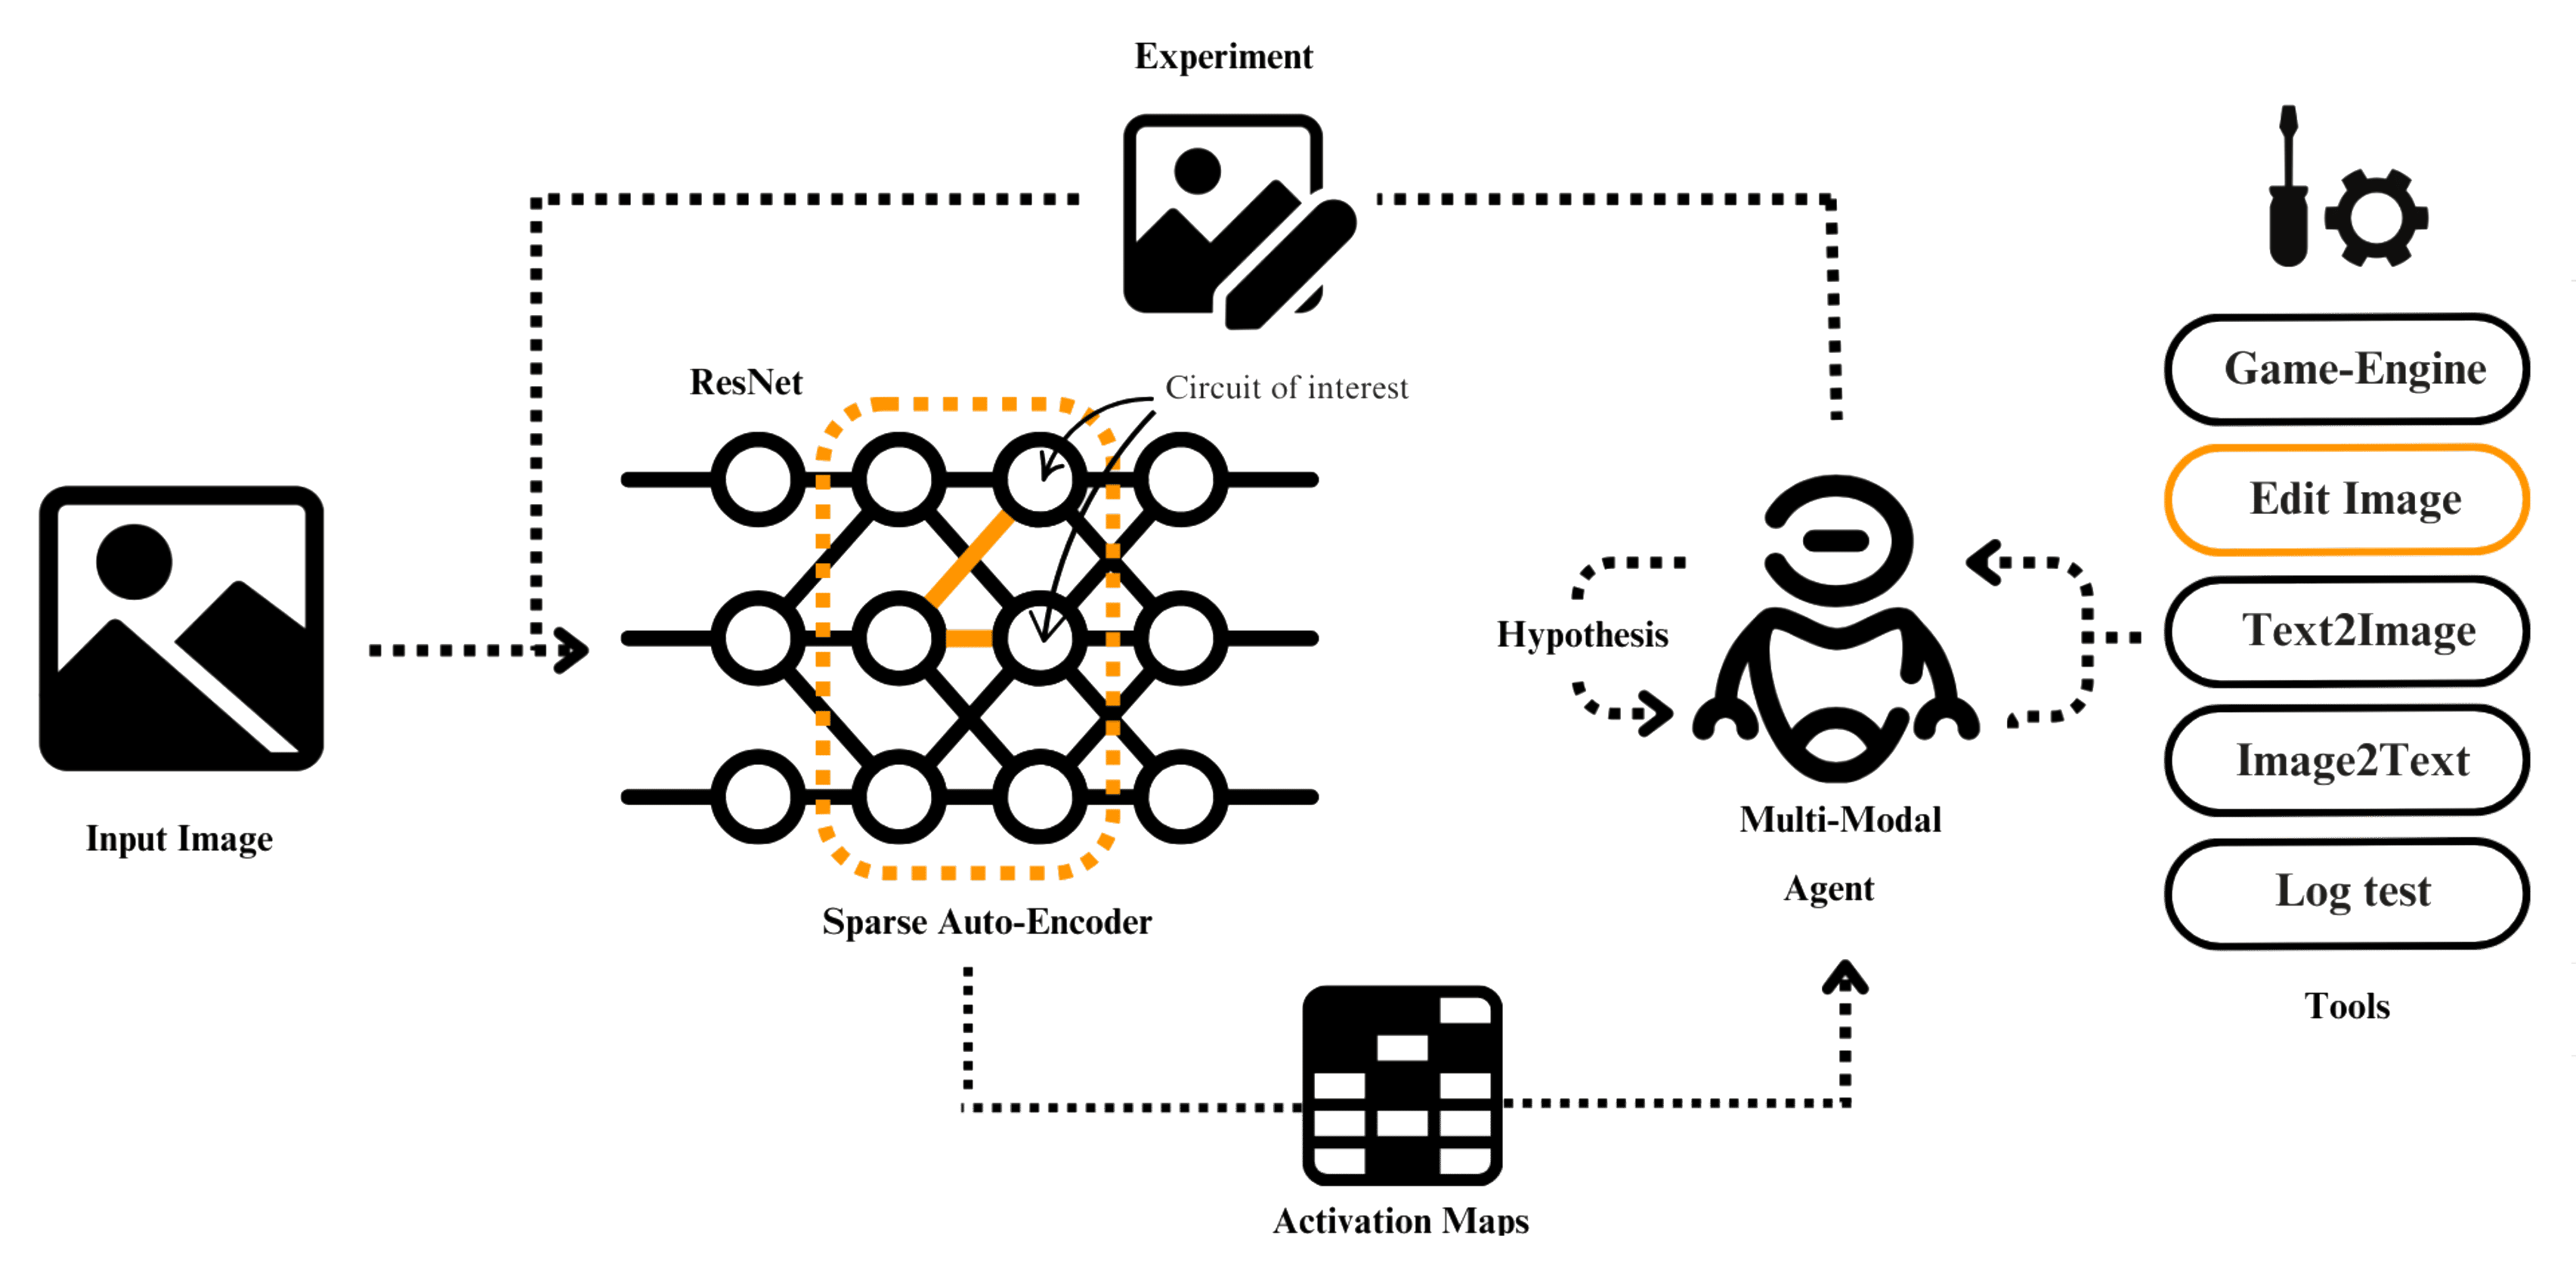 Experiment
ResNet
Circuit of interest
Input Image
Sparse Auto-Encoder
Activation Maps
Hypothesis
Multi-Modal
Agent
Game-Engine
Edit Image
Text2Image
Image2Text
Log test
Tools